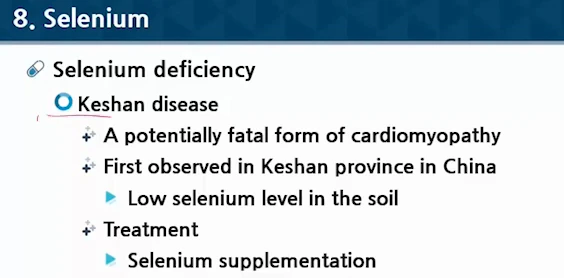 8. Selenium
Selenium deficiency
Keshan disease
A potentially fatal form of cardiomyopathy
First observed in Keshan province in China
Low selenium level in the soil
Treatment
Selenium supplementation